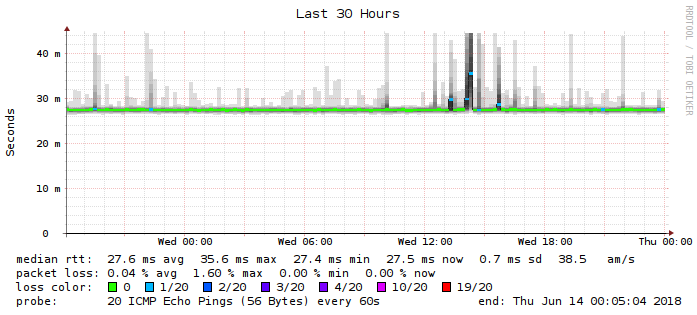 Last 30 Hours
RRDTOOL / TOBI OETIKER
Seconds
40 m
30 m
20 m
10 m
0
Wed 00:00 Wed 06:00 Wed 12:00 Wed 18:00 Thu 00:00
median rtt: 27.6 ms avg 35.6 ms max 27.4 ms min 27.5 ms now 0.7 ms sd 38.5 am/s
packet loss: 0.04 % avg 1.60 % max 0.00 % min 0.00 % now
loss color: 0 1/20 2/20 3/20 4/20 10/20 19/20
probe: 20 ICMP Echo Pings (56 Bytes) every 60s end: Thu Jun 14 00:05:04 2018